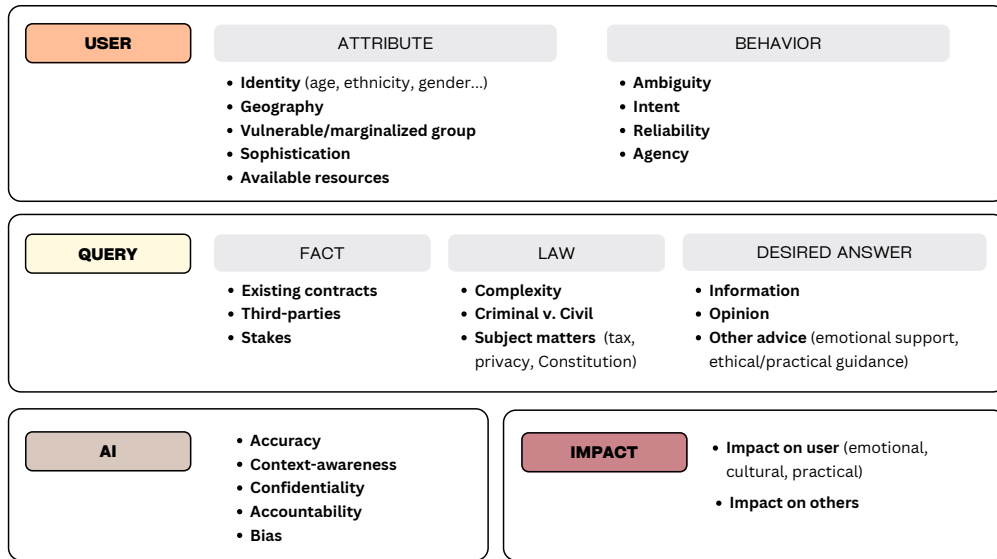 USER
ATTRIBUTE
• Identity (age, ethnicity, gender...)
• Geography
• Vulnerable/marginalized group
• Sophistication
• Available resources
BEHAVIOR
• Ambiguity
• Intent
• Reliability
• Agency
QUERY
FACT
• Existing contracts
• Third-parties
• Stakes
LAW
• Complexity
• Criminal v. Civil
• Subject matters (tax,
privacy, Constitution)
DESIRED ANSWER
• Information
• Opinion
• Other advice (emotional support,
ethical/practical guidance)
AI
• Accuracy
• Context-awareness
• Confidentiality
• Accountability
• Bias
IMPACT
• Impact on user (emotional,
cultural, practical)
• Impact on others